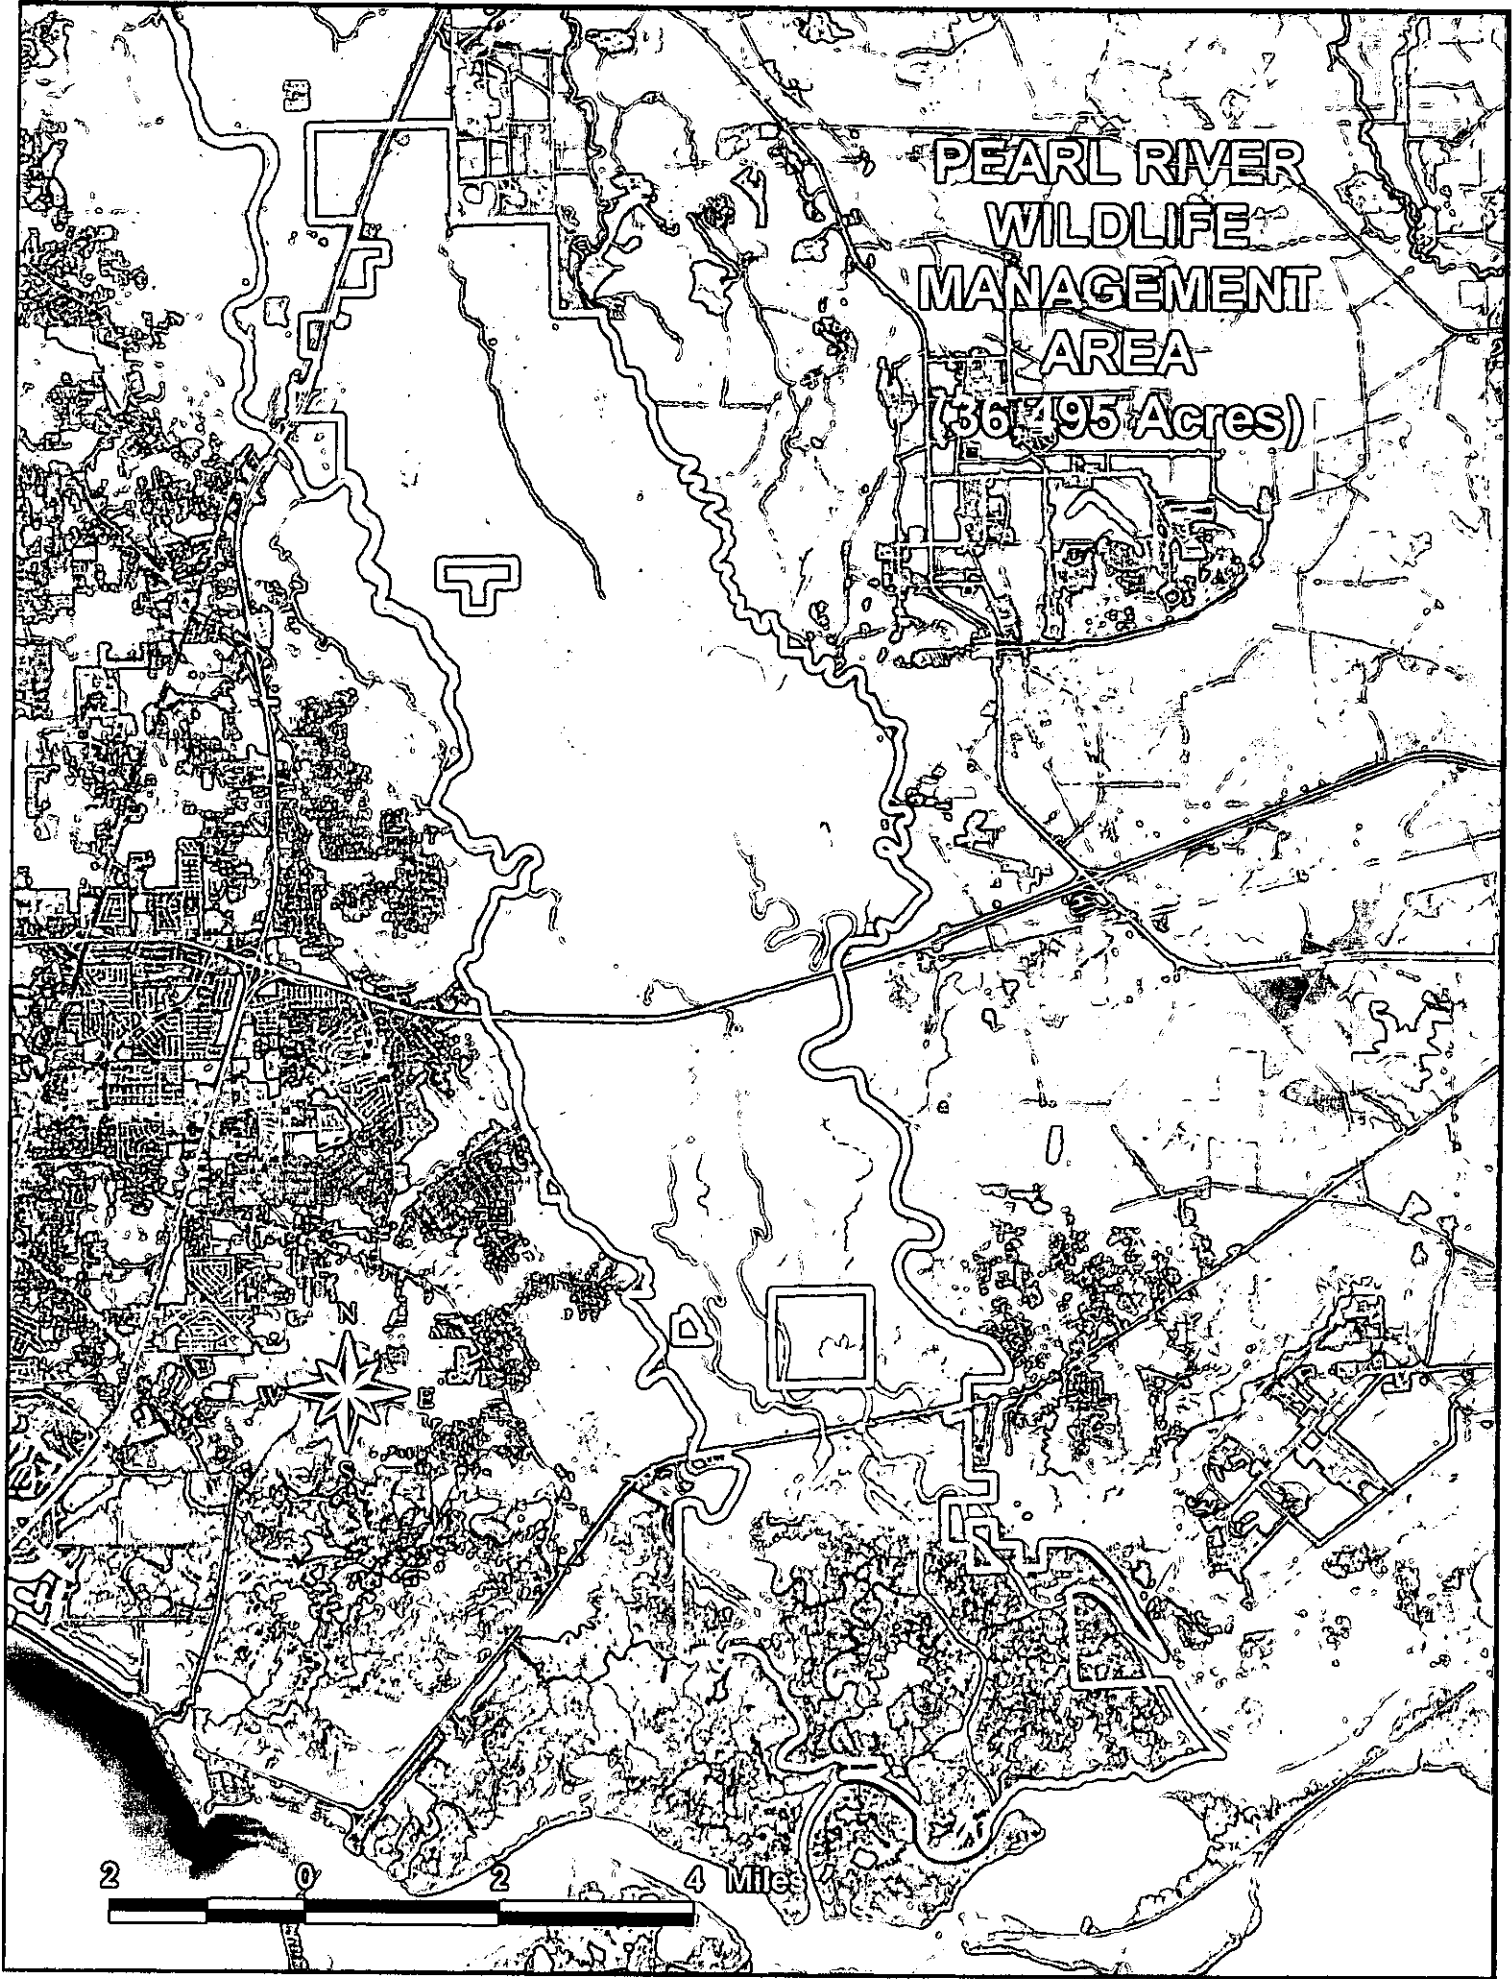 PEARL RIVER
WILDLIFE
MANAGEMENT
AREA
(36,495 Acres)
N
W E
S
2 0 2 4 Miles